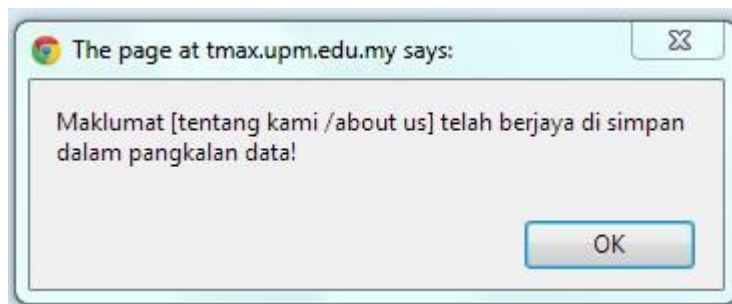 The page at tmax.upm.edu.my says:
Maklumat [tentang kami /about us] telah berjaya di simpan
dalam pangkalan data!
OK